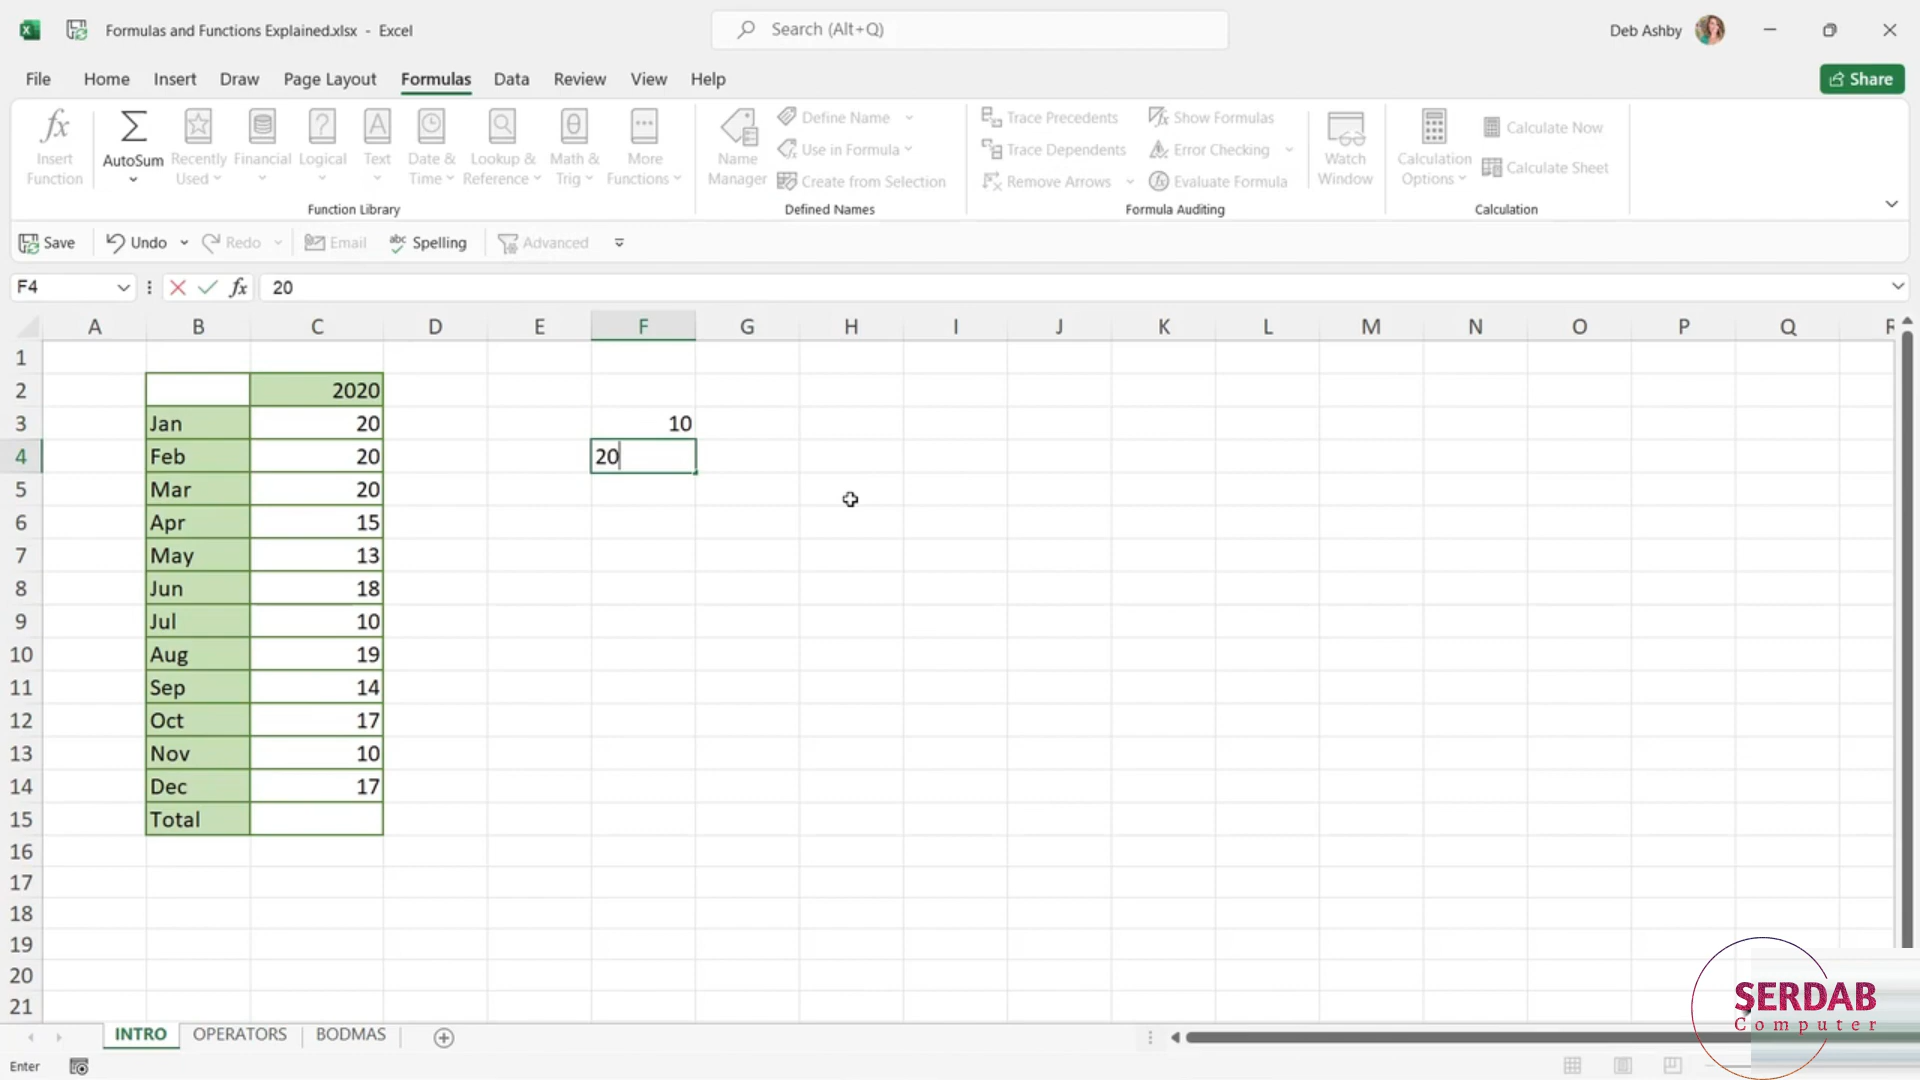 Formulas and Functions Explained.xlsx - Excel
Search (Alt+Q)
Deb Ashby
File Home Insert Draw Page Layout Formulas Data Review View Help
Share
Insert Function
AutoSum
Recently Used
Financial
Logical
Text
Date & Time
Lookup & Reference
Math & Trig
More Functions
Function Library
Name Manager
Define Name
Use in Formula
Create from Selection
Defined Names
Trace Precedents
Trace Dependents
Remove Arrows
Show Formulas
Error Checking
Evaluate Formula
Watch Window
Formula Auditing
Calculation Options
Calculate Now
Calculate Sheet
Calculation
Save Undo Redo Email Spelling Advanced
F4 fx 20
A B C D E F G H I J K L M N O P Q R
1
2 2020
3 Jan 20 10
4 Feb 20 20
5 Mar 20
6 Apr 15
7 May 13
8 Jun 18
9 Jul 10
10 Aug 19
11 Sep 14
12 Oct 17
13 Nov 10
14 Dec 17
15 Total
16
17
18
19
20
21
SERDAB
Computer
INTRO OPERATORS BODMAS
Enter